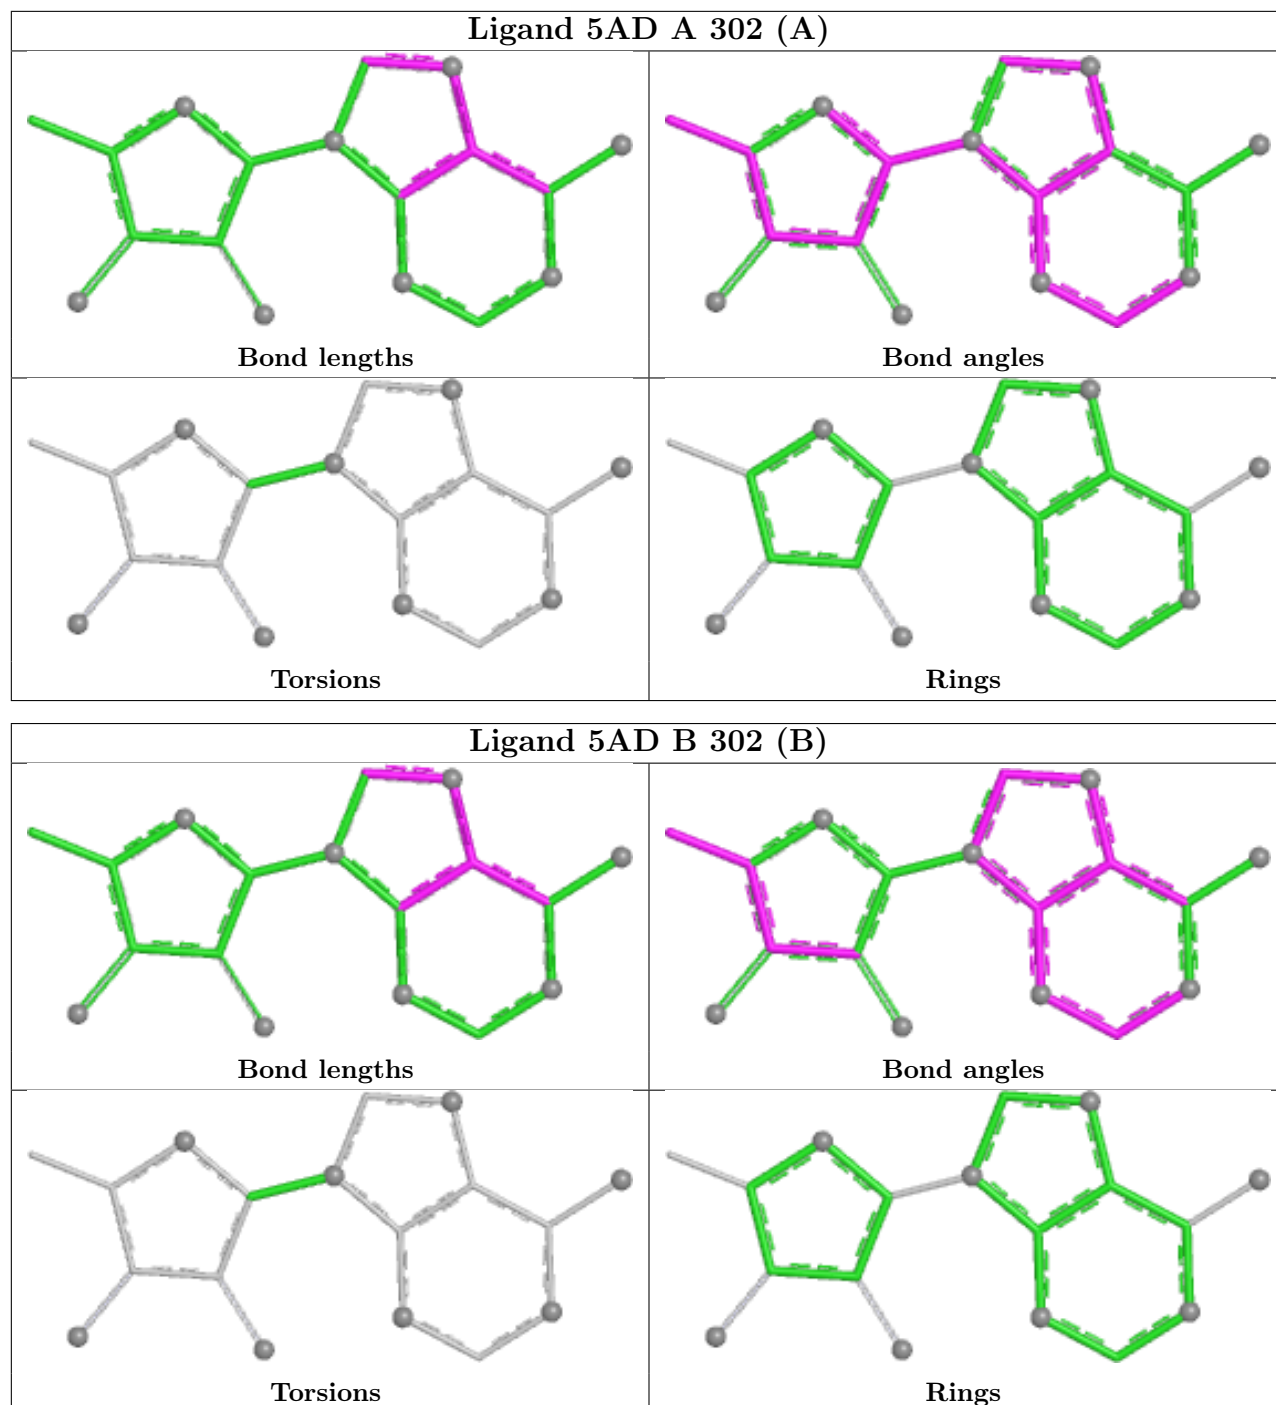 Ligand 5AD A 302 (A)
Bond lengths
Bond angles
Torsions
Rings
Ligand 5AD B 302 (B)
Bond lengths
Bond angles
Torsions
Rings